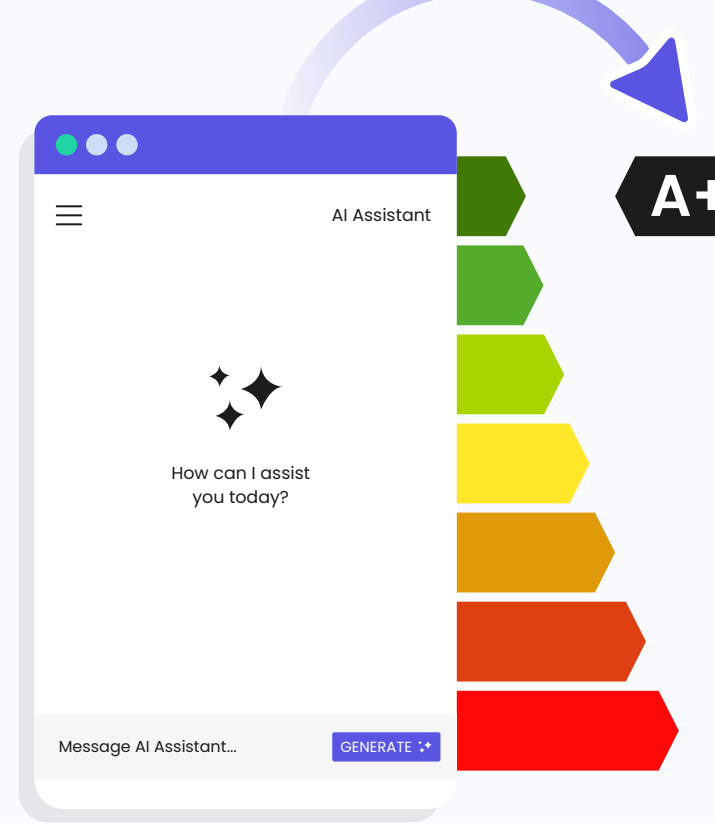 AI Assistant
A+
How can I assist
you today?
Message AI Assistant...
GENERATE